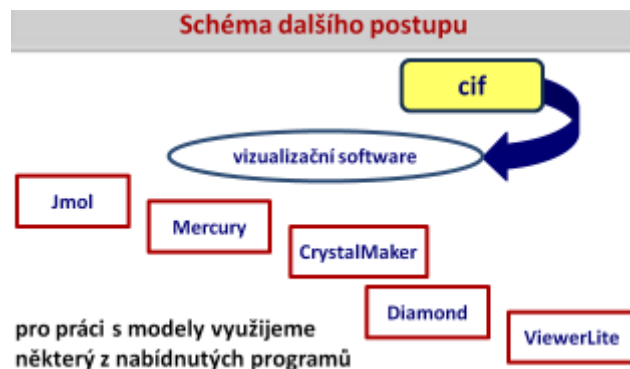 Schéma dalšího postupu
cif
vizualizační software
Jmol
Mercury
CrystalMaker
Diamond
ViewerLite
pro práci s modely využijeme
některý z nabídnutých programů